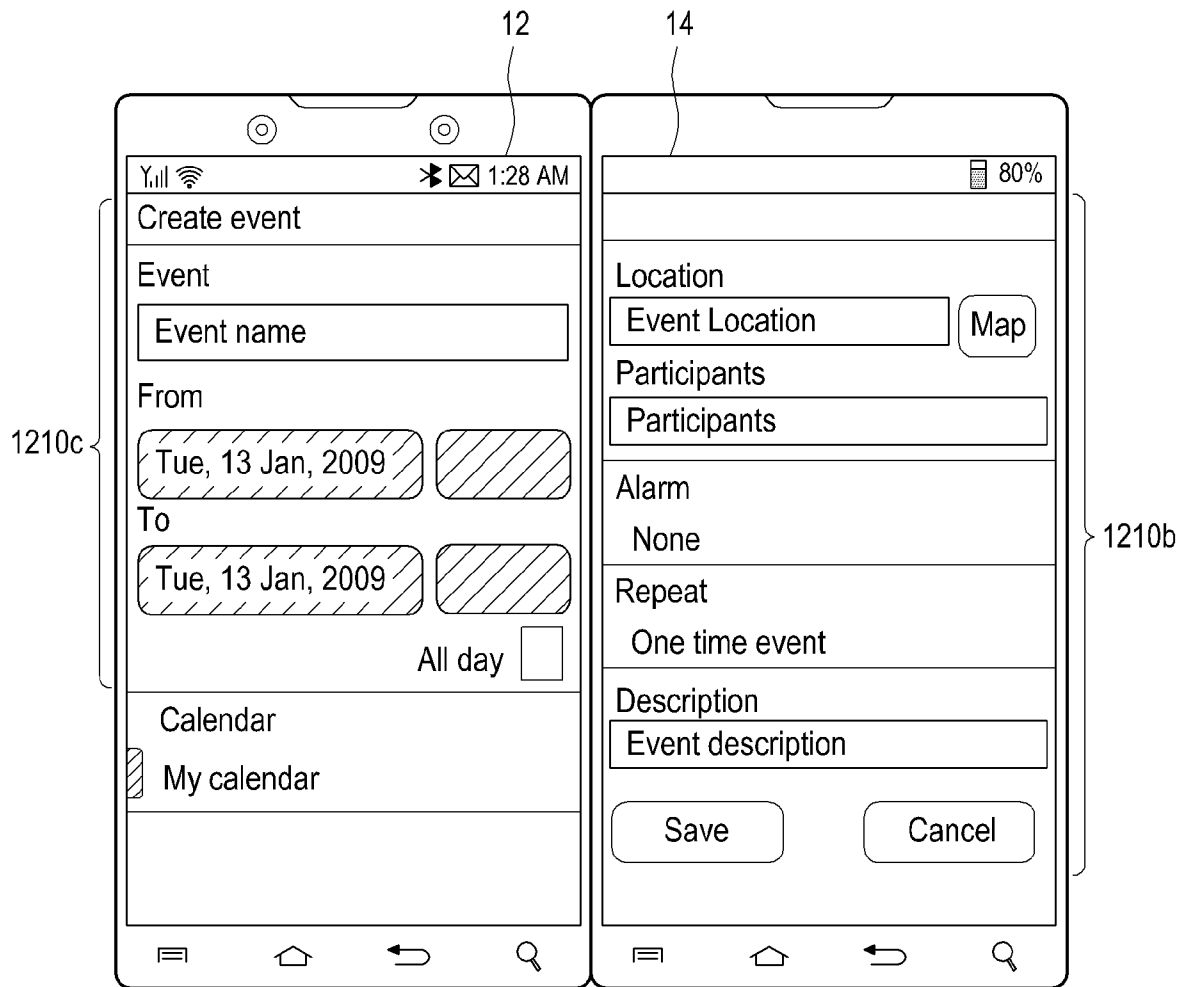 12
14
1:28 AM
80%
1210c
Create event
Event
Event name
From
Tue, 13 Jan, 2009
To
Tue, 13 Jan, 2009
All day
Calendar
My calendar
Location
Event Location
Map
Participants
Participants
Alarm
None
Repeat
One time event
Description
Event description
Save
Cancel
1210b